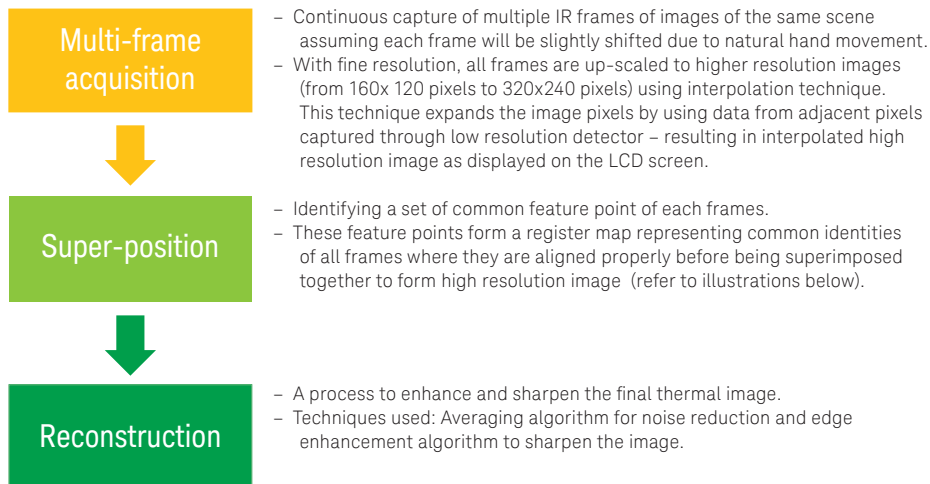 Multi-frame
acquisition
– Continuous capture of multiple IR frames of images of the same scene
assuming each frame will be slightly shifted due to natural hand movement.
– With fine resolution, all frames are up-scaled to higher resolution images
(from 160x 120 pixels to 320x240 pixels) using interpolation technique.
This technique expands the image pixels by using data from adjacent pixels
captured through low resolution detector – resulting in interpolated high
resolution image as displayed on the LCD screen.
Super-position
– Identifying a set of common feature point of each frames.
– These feature points form a register map representing common identities
of all frames where they are aligned properly before being superimposed
together to form high resolution image (refer to illustrations below).
Reconstruction
– A process to enhance and sharpen the final thermal image.
– Techniques used: Averaging algorithm for noise reduction and edge
enhancement algorithm to sharpen the image.